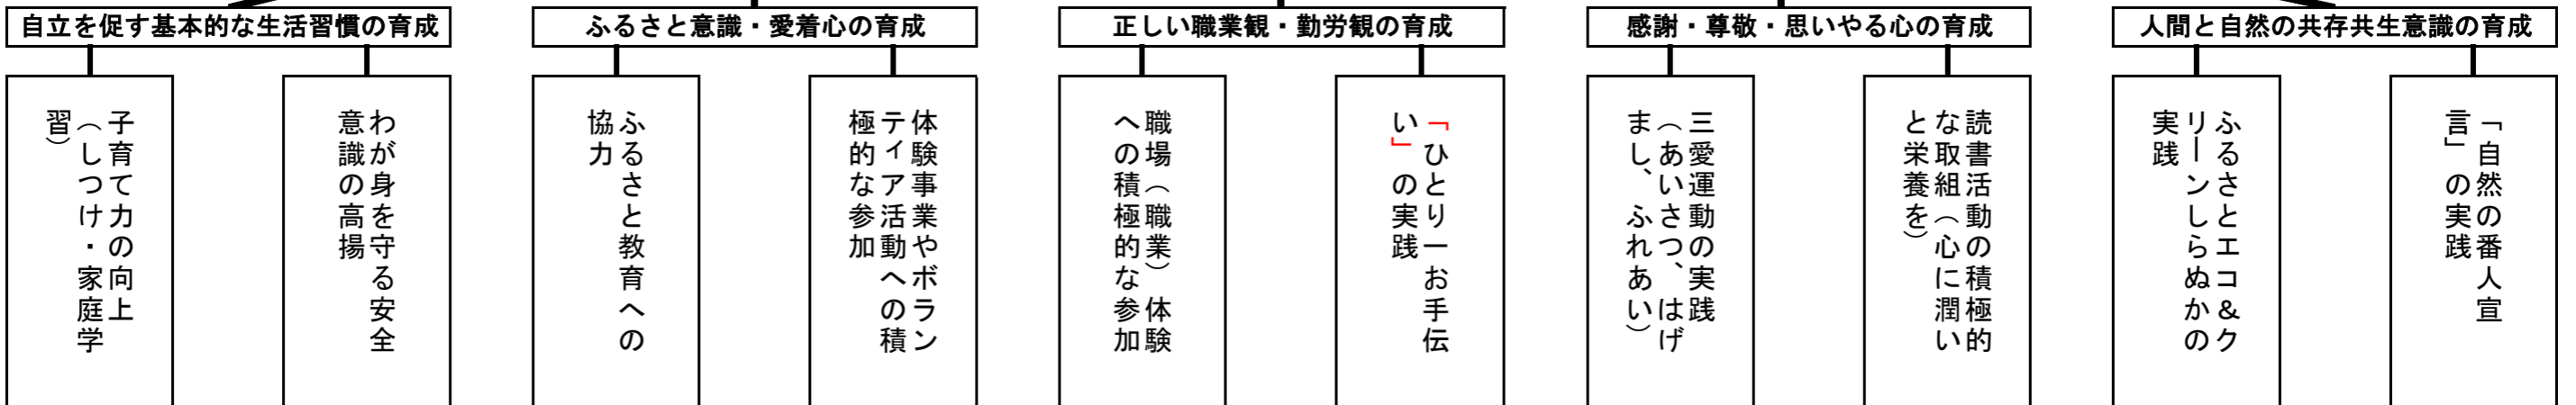 自立を促す基本的な生活習慣の育成
子育て力の向上
（しつけ・家庭学
習）
わが身を守る安全
意識の高揚
ふるさと意識・愛着心の育成
ふるさと教育への
協力
体験事業やボラン
ティア活動への積
極的な参加
正しい職業観・勤労観の育成
職場（職業）体験
への積極的な参加
「ひとり一お手伝
い」の実践
感謝・尊敬・思いやる心の育成
三愛運動の実践
（あいさつ、はげ
まし、ふれあい）
読書活動の積極的
な取組（心に潤い
と栄養を）
人間と自然の共存共生意識の育成
ふるさとエコ＆ク
リーンしらぬかの
実践
「自然の番人宣
言」の実践